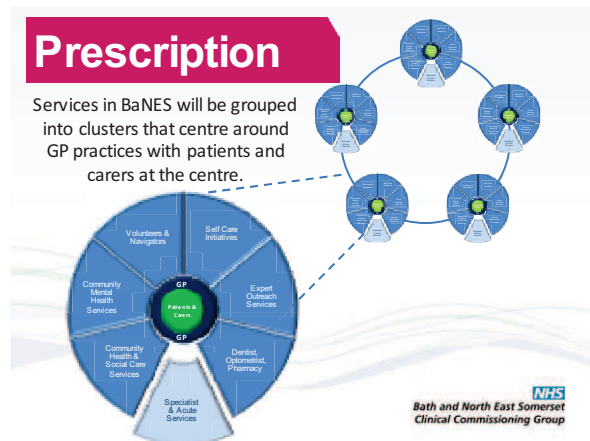 Prescription
Services in BaNES will be grouped
into clusters that centre around
GP practices with patients and
carers at the centre.
Volunteers &
Navigators
Self Care
Initiatives
Community
Mental
Health
Services
GP
Expert
Outreach
Services
Patients &
Carers
GP
Community
Health &
Social Care
Services
Dentist,
Optometrist,
Pharmacy
Specialist
& Acute
Services
NHS
Bath and North East Somerset
Clinical Commissioning Group